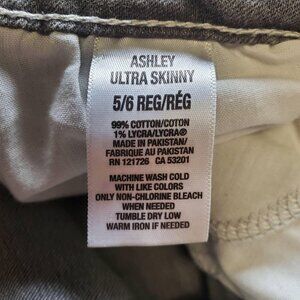 ASHLEY
ULTRA SKINNY
5/6 REG/RÉG
99% COTTON/COTON
1% LYCRA/LYCRA®
MADE IN PAKISTAN/
FABRIQUE AU PAKISTAN
RN 121726 CA 53201
MACHINE WASH COLD
WITH LIKE COLORS
ONLY NON-CHLORINE BLEACH
WHEN NEEDED
TUMBLE DRY LOW
WARM IRON IF NEEDED